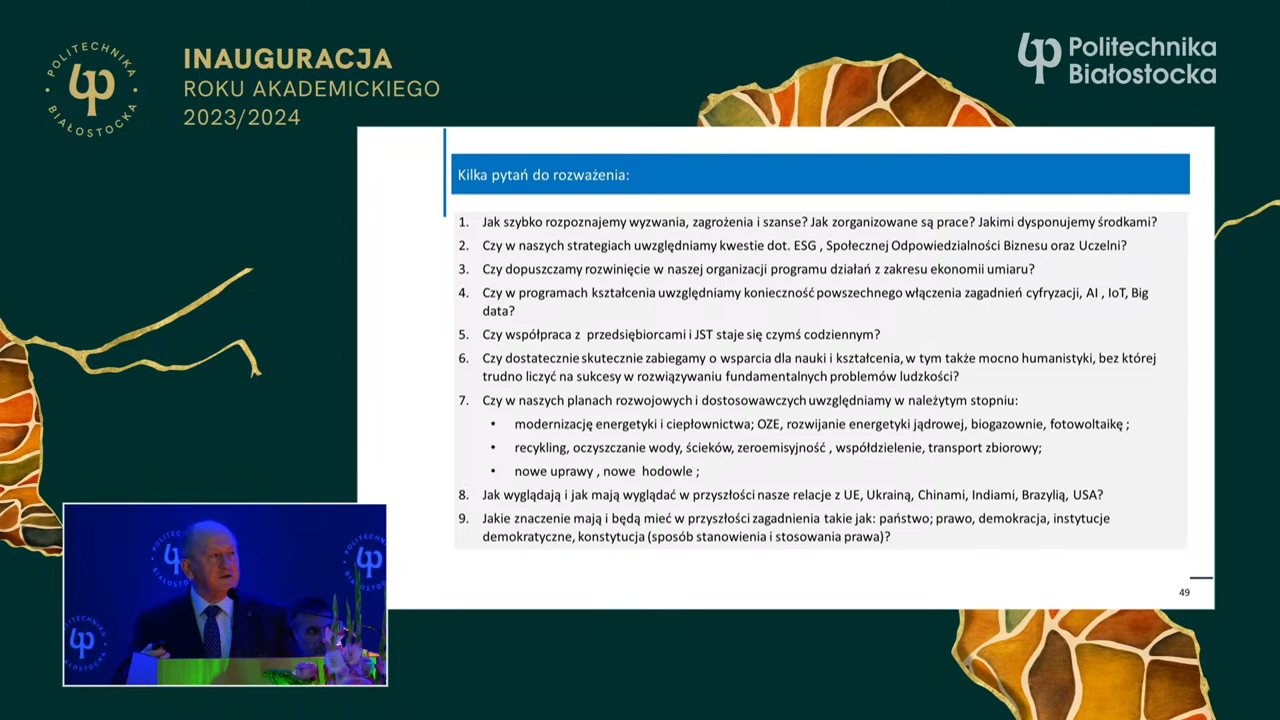 POLITECHNIKA BIAŁOSTOCKA
INAUGURACJA
ROKU AKADEMICKIEGO
2023/2024
Politechnika
Białostocka
Kilka pytań do rozważenia:
1. Jak szybko rozpoznajemy wyzwania, zagrożenia i szanse? Jak zorganizowane są prace? Jakimi dysponujemy środkami?
2. Czy w naszych strategiach uwzględniamy kwestie dot. ESG , Społecznej Odpowiedzialności Biznesu oraz Uczelni?
3. Czy dopuszczamy rozwinięcie w naszej organizacji programu działań z zakresu ekonomii umiaru?
4. Czy w programach kształcenia uwzględniamy konieczność powszechnego włączenia zagadnień cyfryzacji, AI , IoT, Big
data?
5. Czy współpraca z przedsiębiorcami i JST staje się czymś codziennym?
6. Czy dostatecznie skutecznie zabiegamy o wsparcia dla nauki i kształcenia, w tym także mocno humanistyki, bez której
trudno liczyć na sukcesy w rozwiązywaniu fundamentalnych problemów ludzkości?
7. Czy w naszych planach rozwojowych i dostosowawczych uwzględniamy w należytym stopniu:
• modernizację energetyki i ciepłownictwa; OZE, rozwijanie energetyki jądrowej, biogazownie, fotowoltaikę ;
• recykling, oczyszczanie wody, ścieków, zeroemisyjność , współdzielenie, transport zbiorowy;
• nowe uprawy , nowe hodowle ;
8. Jak wyglądają i jak mają wyglądać w przyszłości nasze relacje z UE, Ukrainą, Chinami, Indiami, Brazylią, USA?
9. Jakie znaczenie mają i będą mieć w przyszłości zagadnienia takie jak: państwo; prawo, demokracja, instytucje
demokratyczne, konstytucja (sposób stanowienia i stosowania prawa)?
49